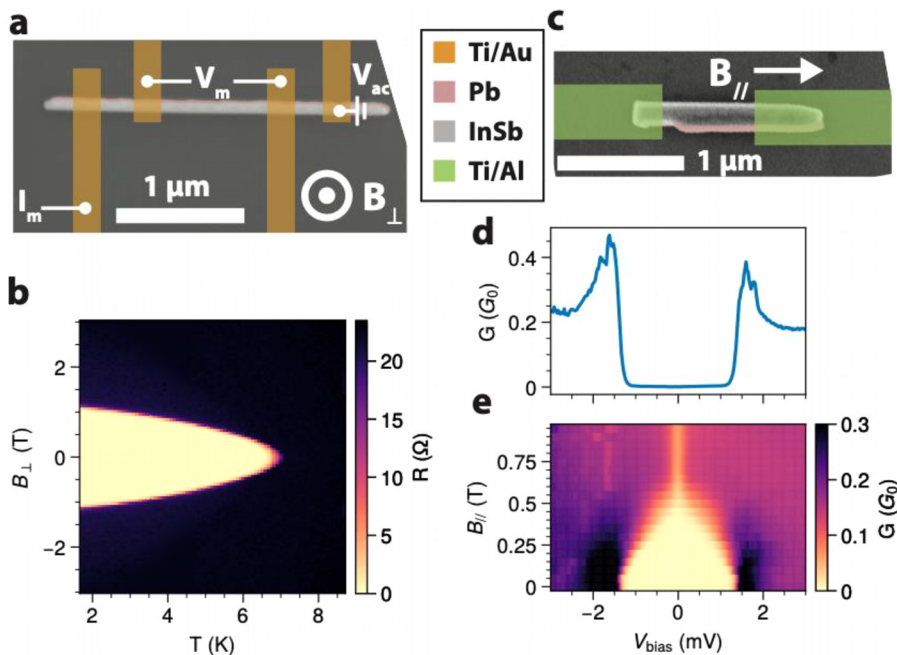 a
V_m
V_ac
I_m
1 μm
B_⊥
Ti/Au
Pb
InSb
Ti/Al
c
B_//
1 μm
b
B_⊥ (T)
2
0
−2
2
4
6
8
T (K)
20
15
10
5
0
R (Ω)
d
G (G_0)
0.4
0.2
0
e
B_// (T)
0.75
0.50
0.25
0
−2
0
2
V_bias (mV)
0.3
0.2
0.1
0
G (G_0)